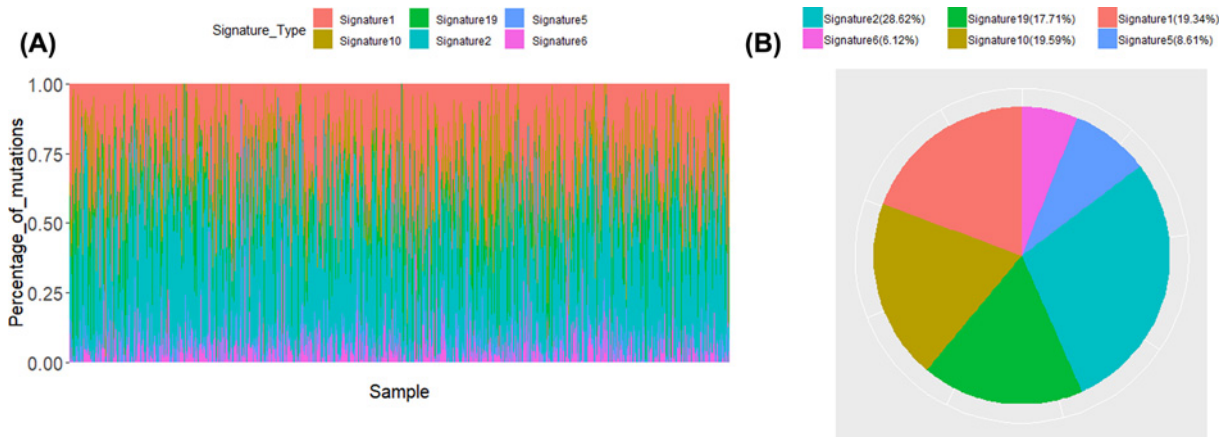 (A)
Signature_Type
Signature1
Signature19
Signature5
Signature10
Signature2
Signature6
1.00
0.75
0.50
0.25
0.00
Percentage_of_mutations
Sample
(B)
Signature2(28.62%)
Signature19(17.71%)
Signature1(19.34%)
Signature6(6.12%)
Signature10(19.59%)
Signature5(8.61%)